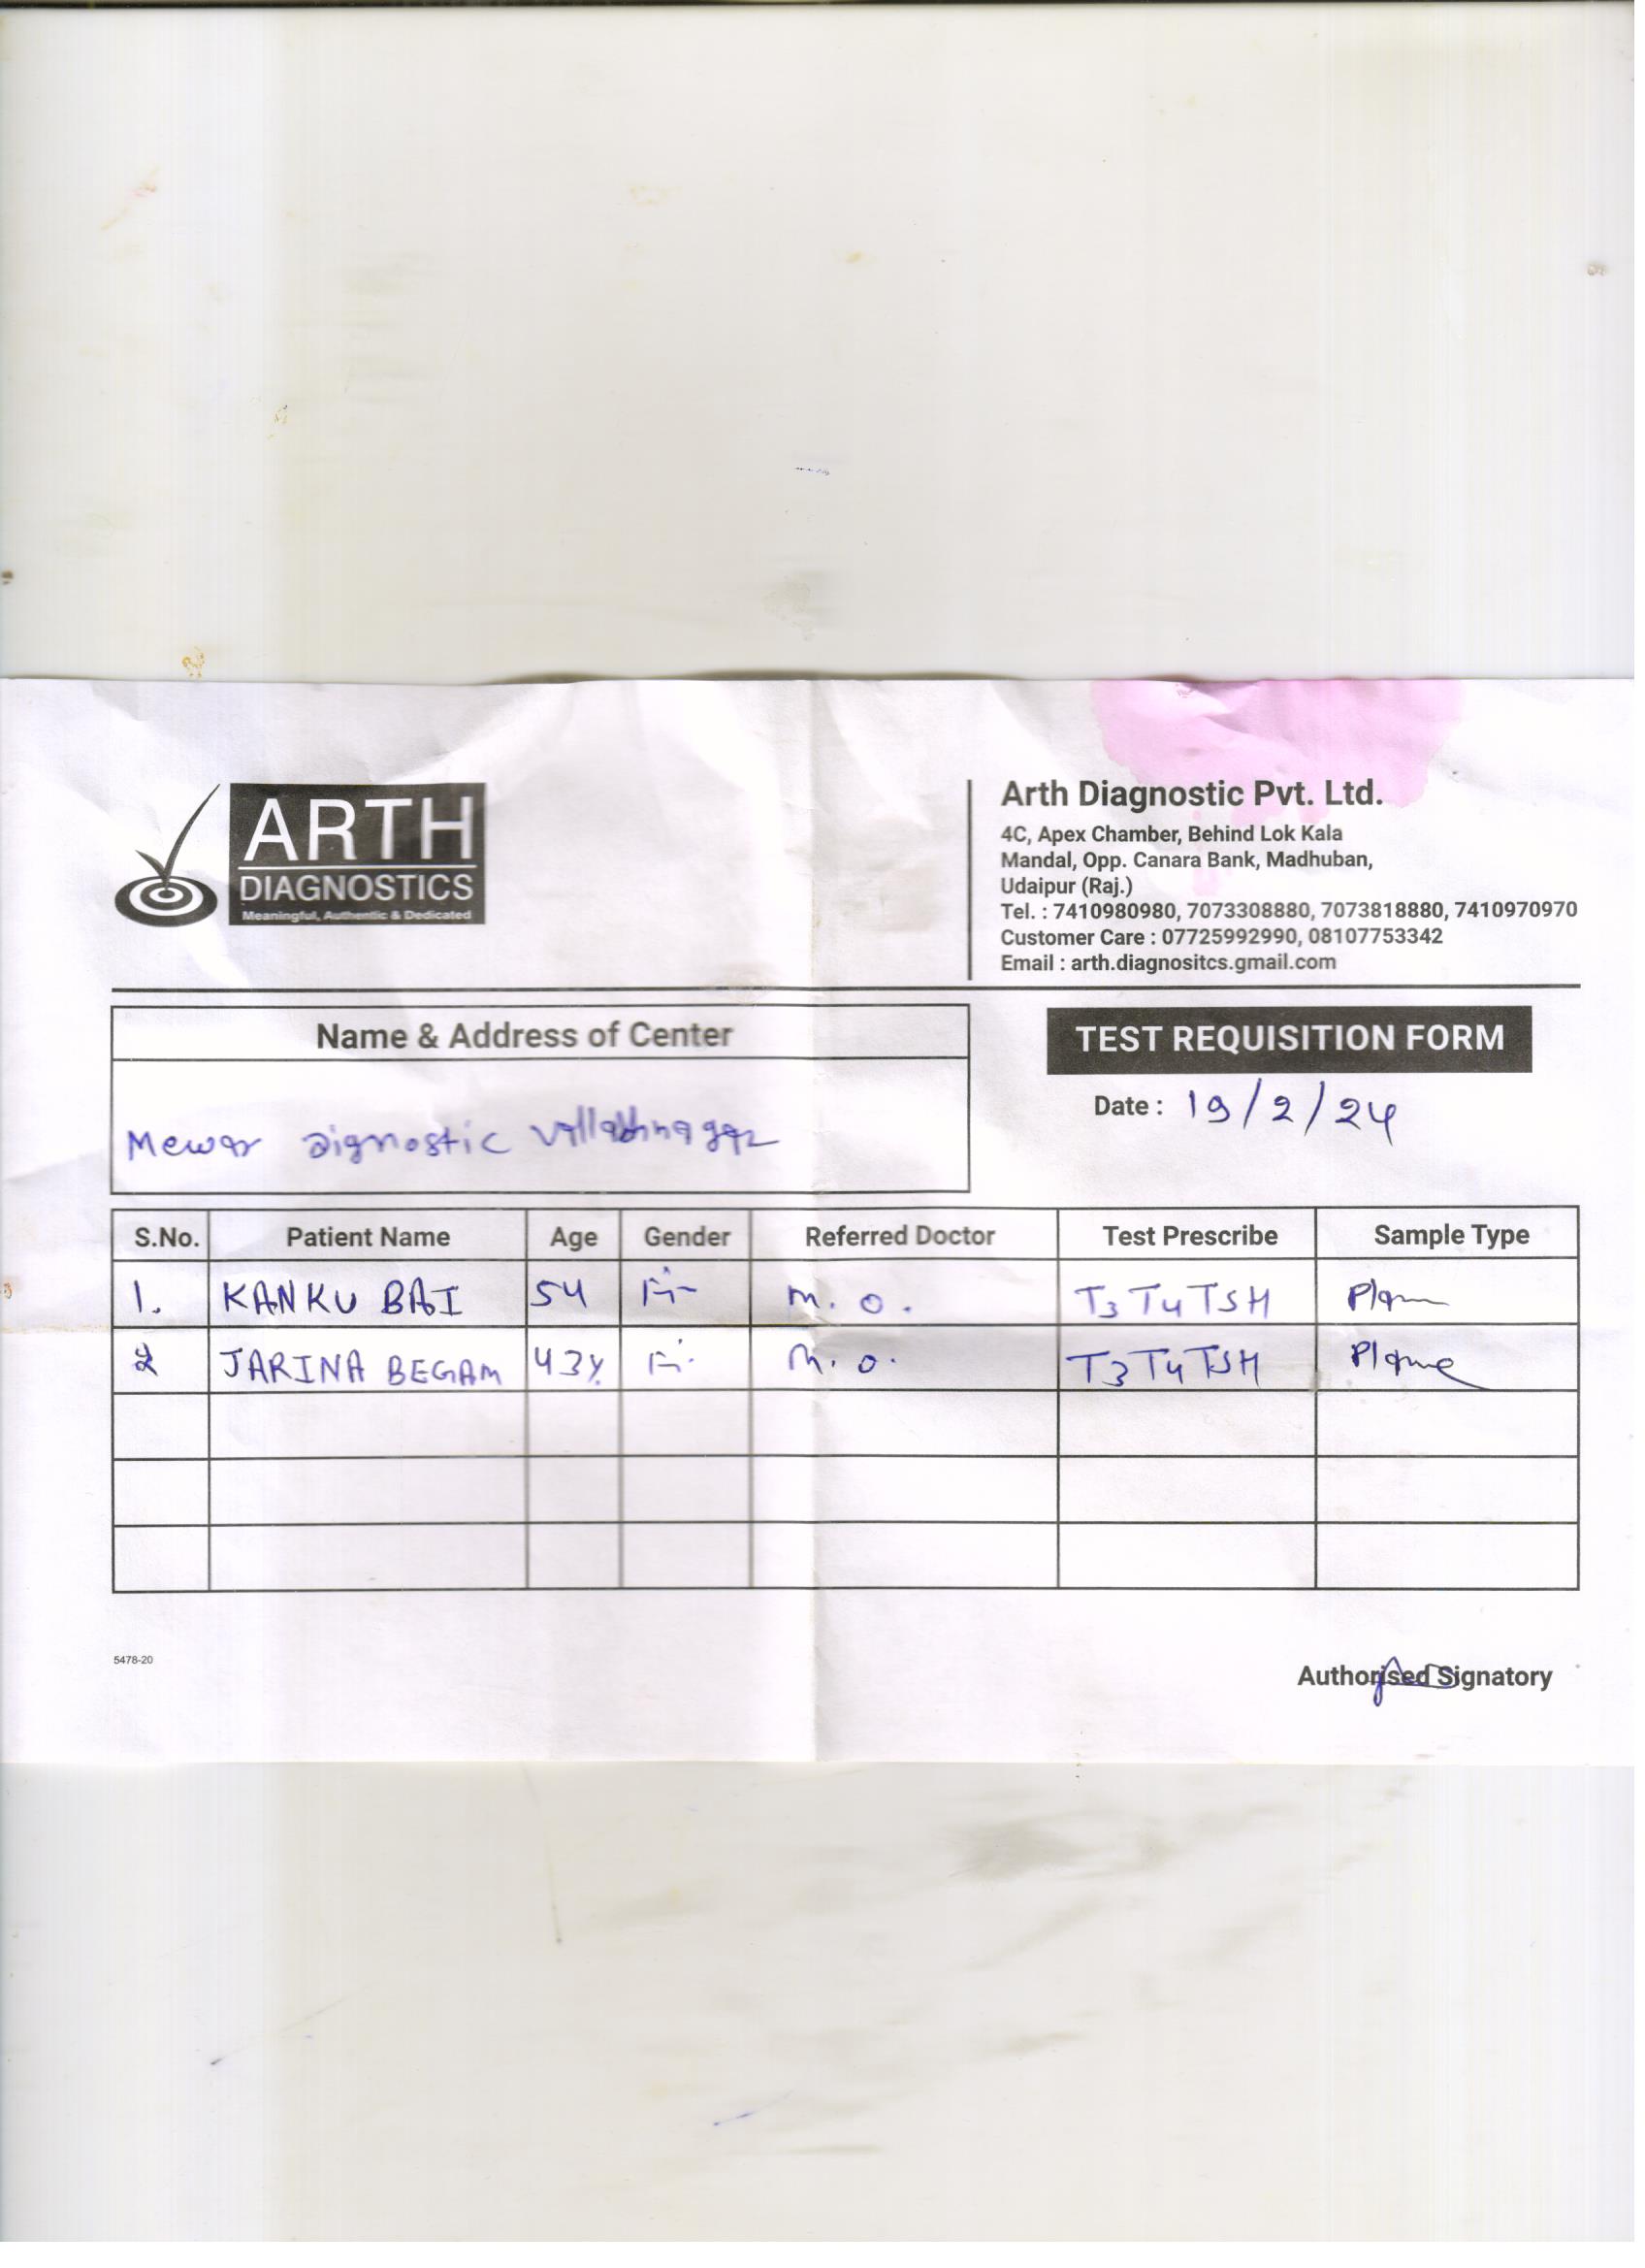 ARTH
DIAGNOSTICS
Meaningful, Authentic & Dedicated
Arth Diagnostic Pvt. Ltd.
4C, Apex Chamber, Behind Lok Kala
Mandal, Opp. Canara Bank, Madhuban,
Udaipur (Raj.)
Tel. : 7410980980, 7073308880, 7073818880, 7410970970
Customer Care : 07725992990, 08107753342
Email : arth.diagnositcs.gmail.com
Name & Address of Center
TEST REQUISITION FORM
Date : 19/2/24
Mewar Dignostic
S.No. Patient Name Age Gender Referred Doctor Test Prescribe Sample Type
1. KANKU BAI 54 F M. O. T3 T4 TSH
2 JARINA BEGAM 43Y F M. O. T3 T4 TSH
5478-20
Authorised Signatory